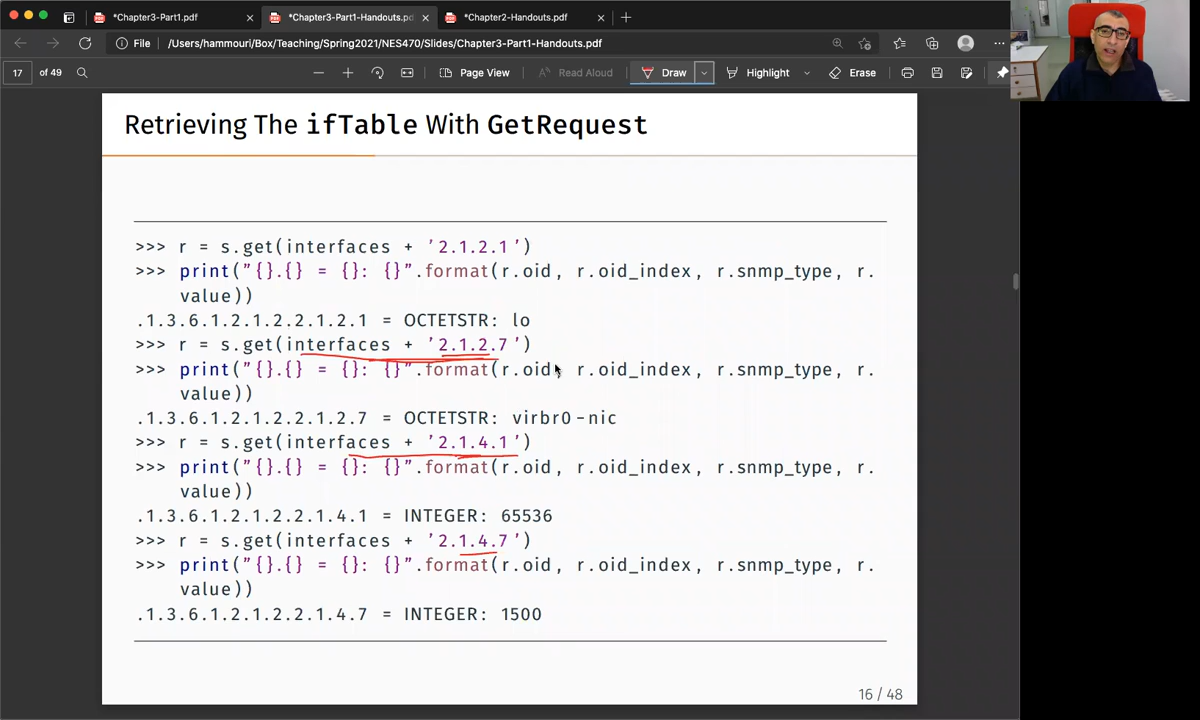 *Chapter3-Part1.pdf
*Chapter3-Part1-Handouts.pd
*Chapter2-Handouts.pdf
File /Users/hammouri/Box/Teaching/Spring2021/NES470/Slides/Chapter3-Part1-Handouts.pdf
17 of 49 Page View Read Aloud Draw Highlight Erase
Retrieving The ifTable With GetRequest
>>> r = s.get(interfaces + '2.1.2.1')
>>> print("{}.{} = {}: {}".format(r.oid, r.oid_index, r.snmp_type, r.
value))
.1.3.6.1.2.1.2.2.1.2.1 = OCTETSTR: lo
>>> r = s.get(interfaces + '2.1.2.7')
>>> print("{}.{} = {}: {}".format(r.oid, r.oid_index, r.snmp_type, r.
value))
.1.3.6.1.2.1.2.2.1.2.7 = OCTETSTR: virbr0-nic
>>> r = s.get(interfaces + '2.1.4.1')
>>> print("{}.{} = {}: {}".format(r.oid, r.oid_index, r.snmp_type, r.
value))
.1.3.6.1.2.1.2.2.1.4.1 = INTEGER: 65536
>>> r = s.get(interfaces + '2.1.4.7')
>>> print("{}.{} = {}: {}".format(r.oid, r.oid_index, r.snmp_type, r.
value))
.1.3.6.1.2.1.2.2.1.4.7 = INTEGER: 1500
16 / 48